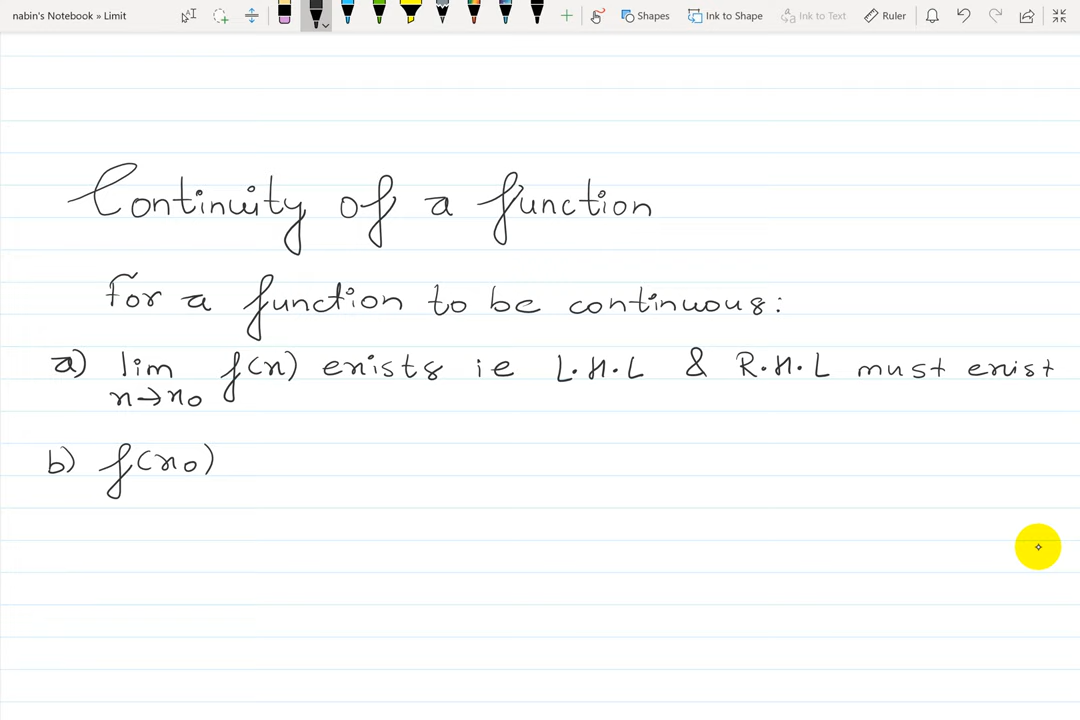 nabin's Notebook » Limit
Shapes Ink to Shape Ink to Text Ruler
Continuity of a function
For a function to be continuous:
a) lim f(x) exists ie L.H.L & R.H.L must exist
x→x₀
b) f(x₀)